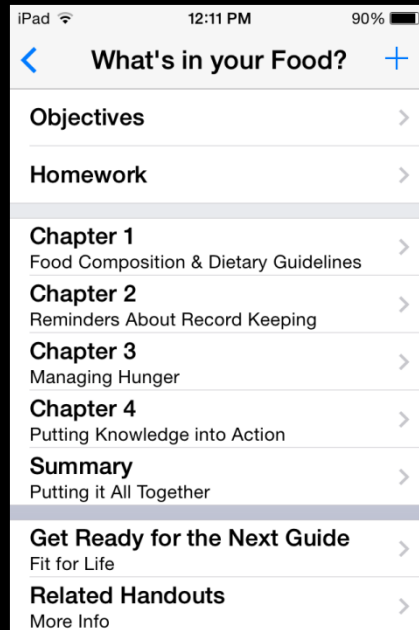 iPad 12:11 PM 90%
What's in your Food? +
Objectives
Homework
Chapter 1
Food Composition & Dietary Guidelines
Chapter 2
Reminders About Record Keeping
Chapter 3
Managing Hunger
Chapter 4
Putting Knowledge into Action
Summary
Putting it All Together
Get Ready for the Next Guide
Fit for Life
Related Handouts
More Info